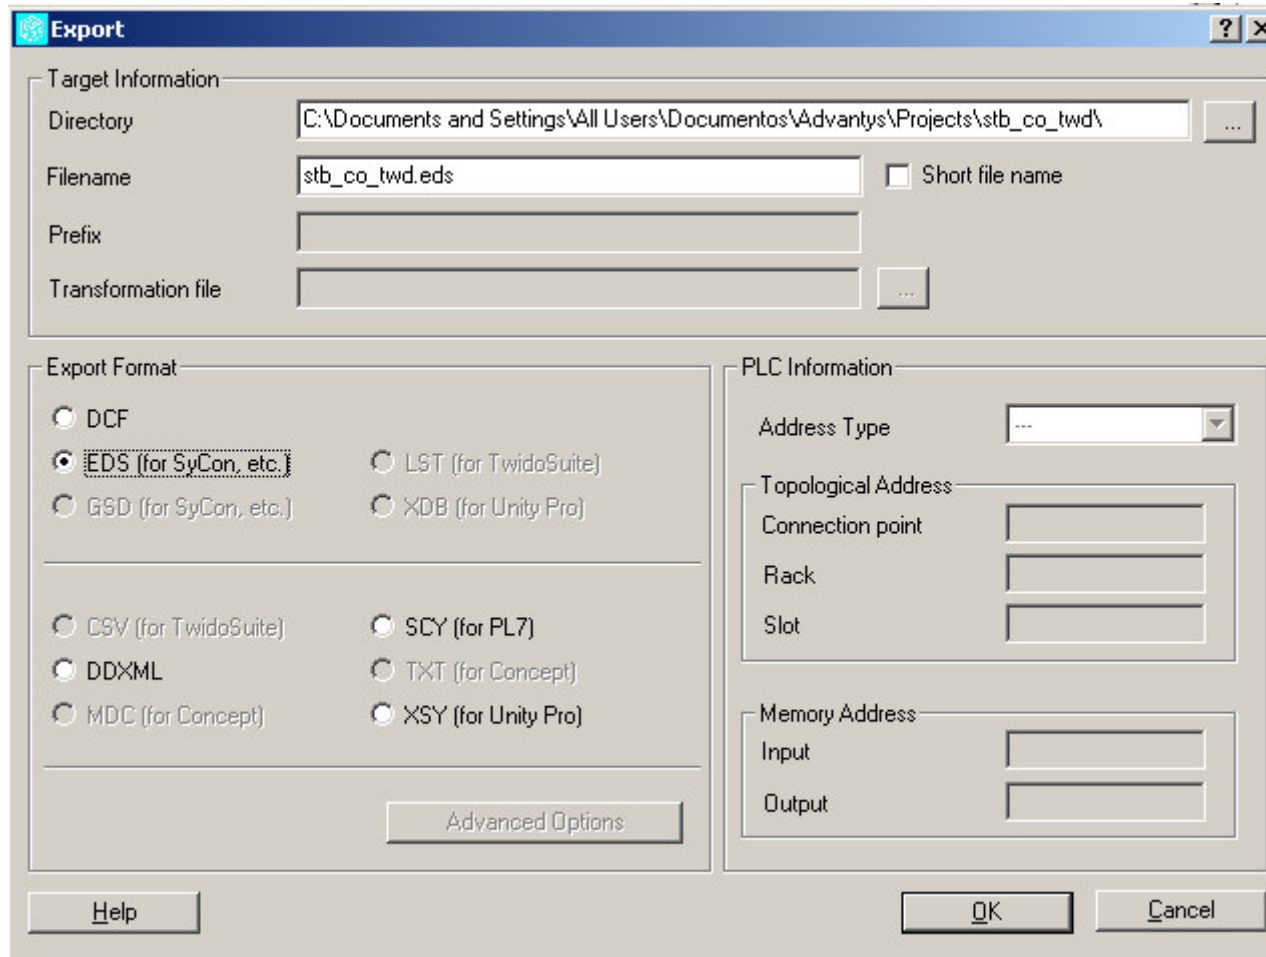 Export
Target Information
Directory
C:\Documents and Settings\All Users\Documentos\Advantys\Projects\stb_co_twd\
...
Filename
stb_co_twd.eds
Short file name
Prefix
Transformation file
...
Export Format
DCF
EDS (for SyCon, etc.)
LST (for TwidoSuite)
GSD (for SyCon, etc.)
XDB (for Unity Pro)
CSV (for TwidoSuite)
SCY (for PL7)
DDXML
TXT (for Concept)
MDC (for Concept)
XSY (for Unity Pro)
Advanced Options
PLC Information
Address Type
---
Topological Address
Connection point
Rack
Slot
Memory Address
Input
Output
Help
OK
Cancel